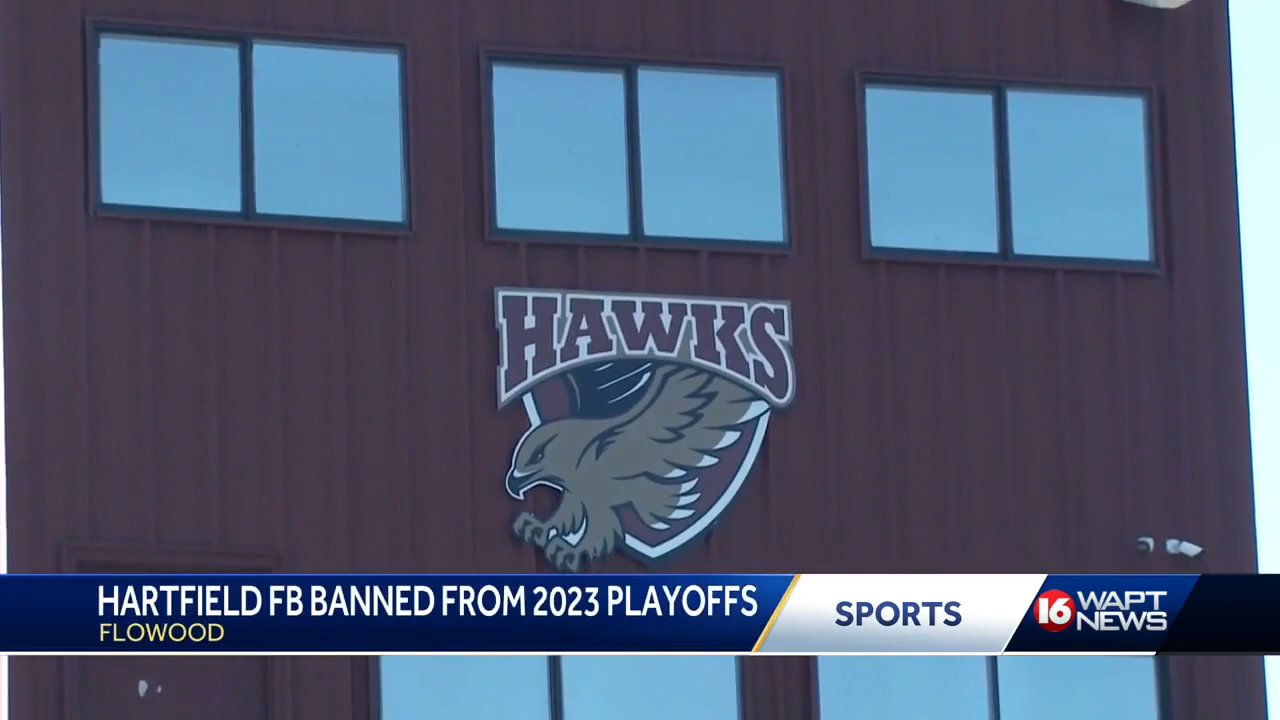 HAWKS
HARTFIELD FB BANNED FROM 2023 PLAYOFFS
FLOWOOD
SPORTS
16 WAPT
NEWS